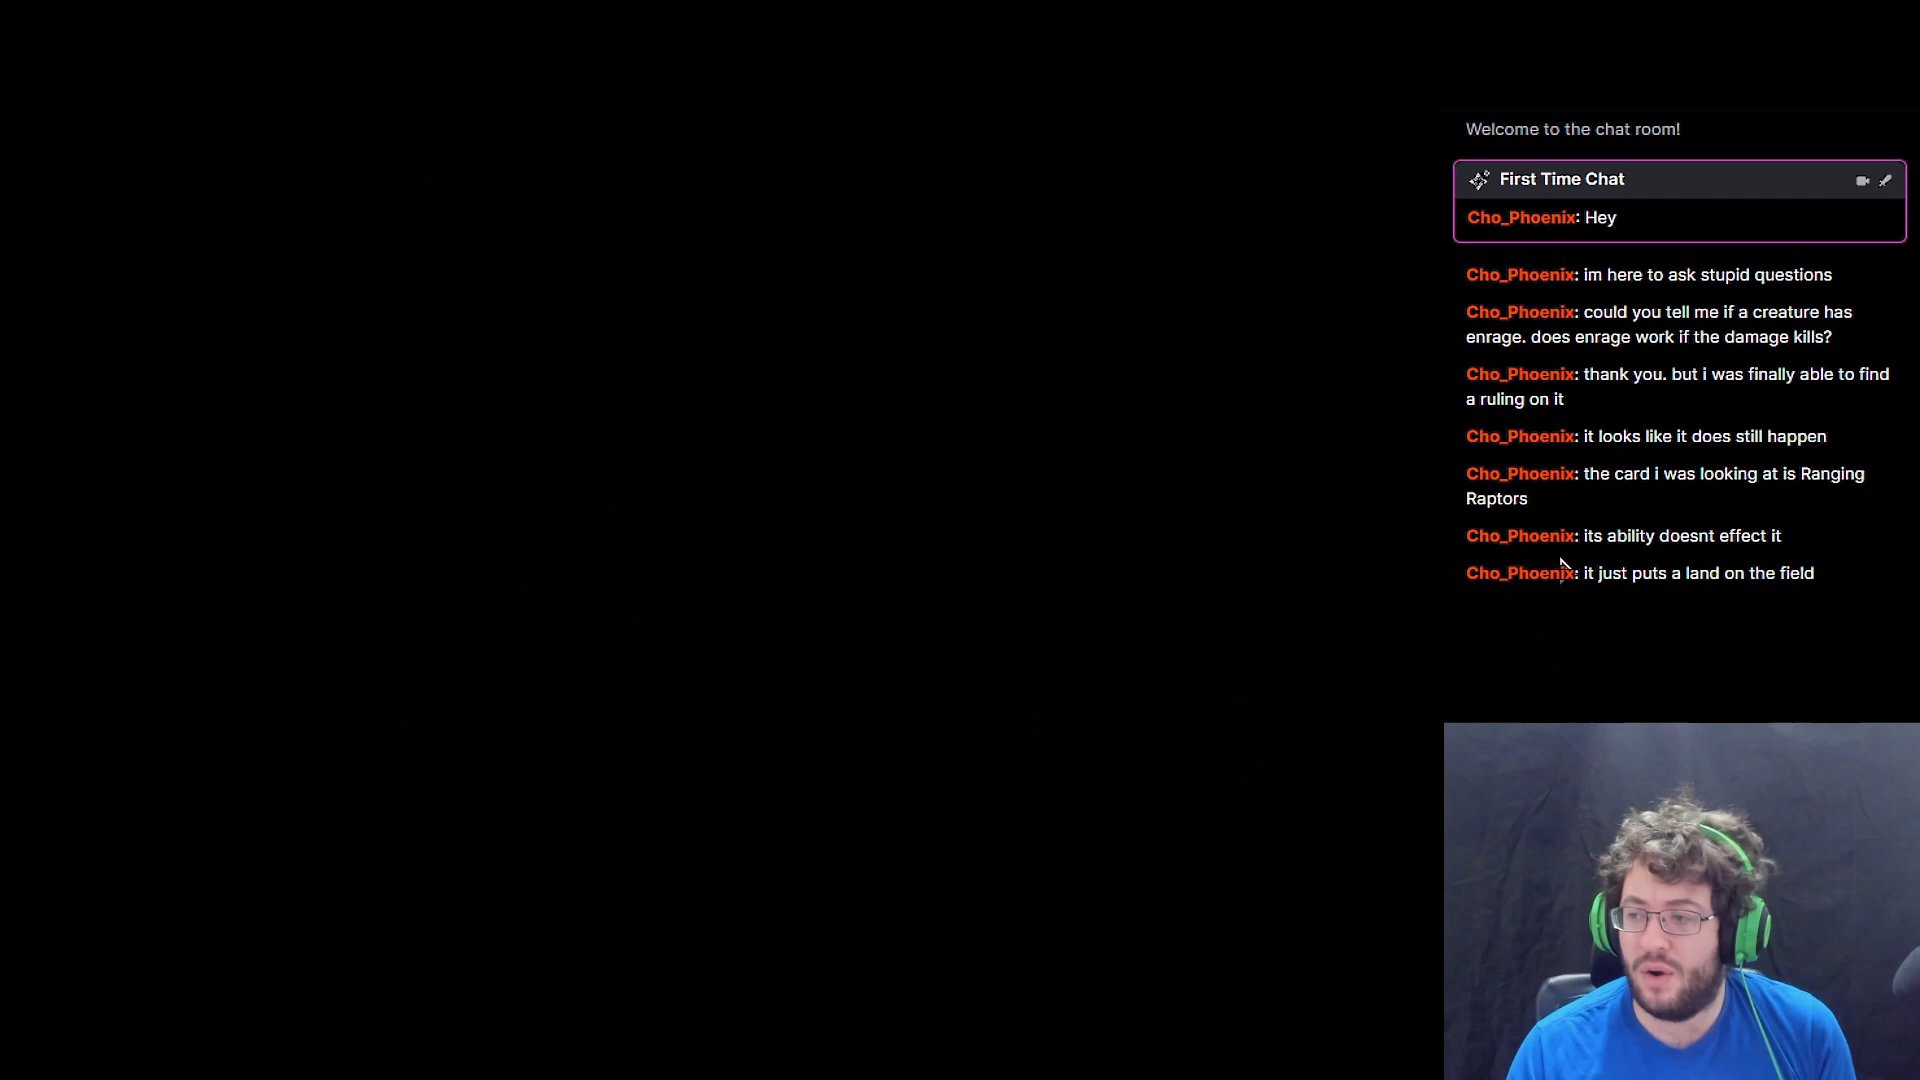 Welcome to the chat room!
First Time Chat
Cho_Phoenix: Hey
Cho_Phoenix: im here to ask stupid questions
Cho_Phoenix: could you tell me if a creature has
enrage. does enrage work if the damage kills?
Cho_Phoenix: thank you. but i was finally able to find
a ruling on it
Cho_Phoenix: it looks like it does still happen
Cho_Phoenix: the card i was looking at is Ranging
Raptors
Cho_Phoenix: its ability doesnt effect it
Cho_Phoenix: it just puts a land on the field